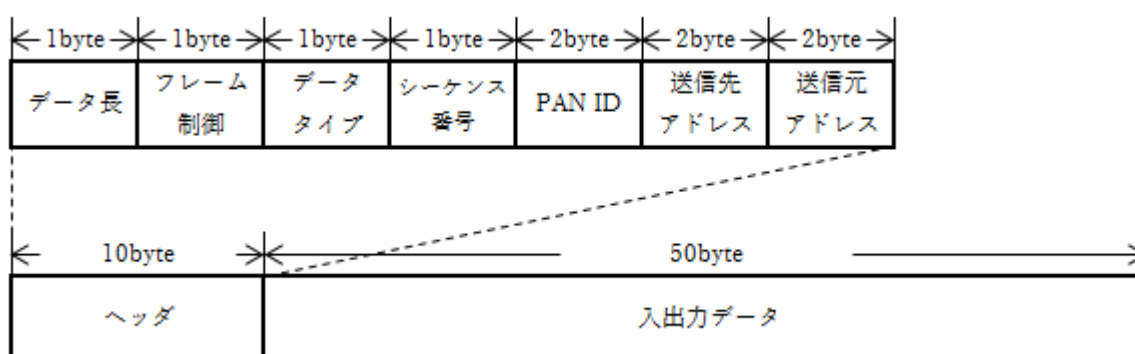 1byte 1byte 1byte 1byte 2byte 2byte 2byte
データ長
フレーム
制御
データ
タイプ
シーケンス
番号
PAN ID
送信先
アドレス
送信元
アドレス
10byte 50byte
ヘッダ 入出力データ